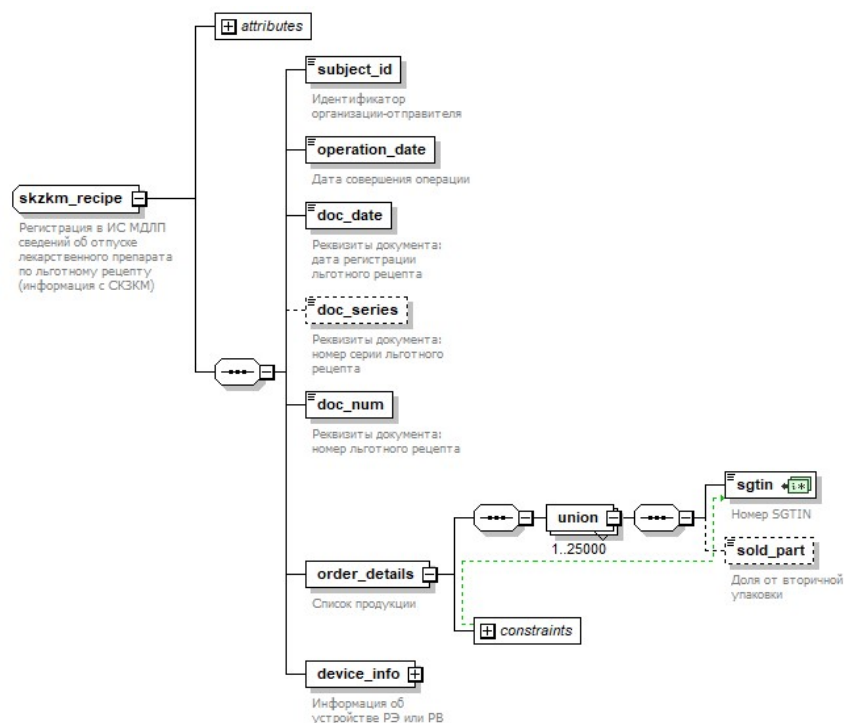 attributes
subject_id
Идентификатор
организации-отправителя
operation_date
Дата совершения операции
skzkm_recipe
Регистрация в ИС МДЛП
сведений об отпуске
лекарственного препарата
по льготному рецепту
(информация с СКЗКМ)
doc_date
Реквизиты документа:
дата регистрации
льготного рецепта
doc_series
Реквизиты документа:
номер серии льготного
рецепта
doc_num
Реквизиты документа:
номер льготного рецепта
order_details
Список продукции
union
1..25000
sgtin
Номер SGTIN
sold_part
Доля от вторичной
упаковки
constraints
device_info
Информация об
устройстве РЭ или РВ